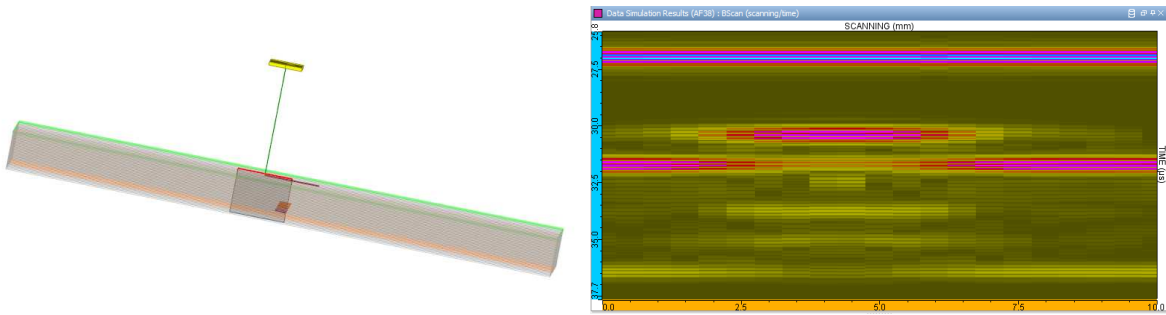 Data Simulation Results (AF38) : BScan (scanning/time)
SCANNING (mm)
25.8
27.5
30.0
32.5
35.0
37.7
TIME (µs)
0.0 2.5 5.0 7.5 10.0